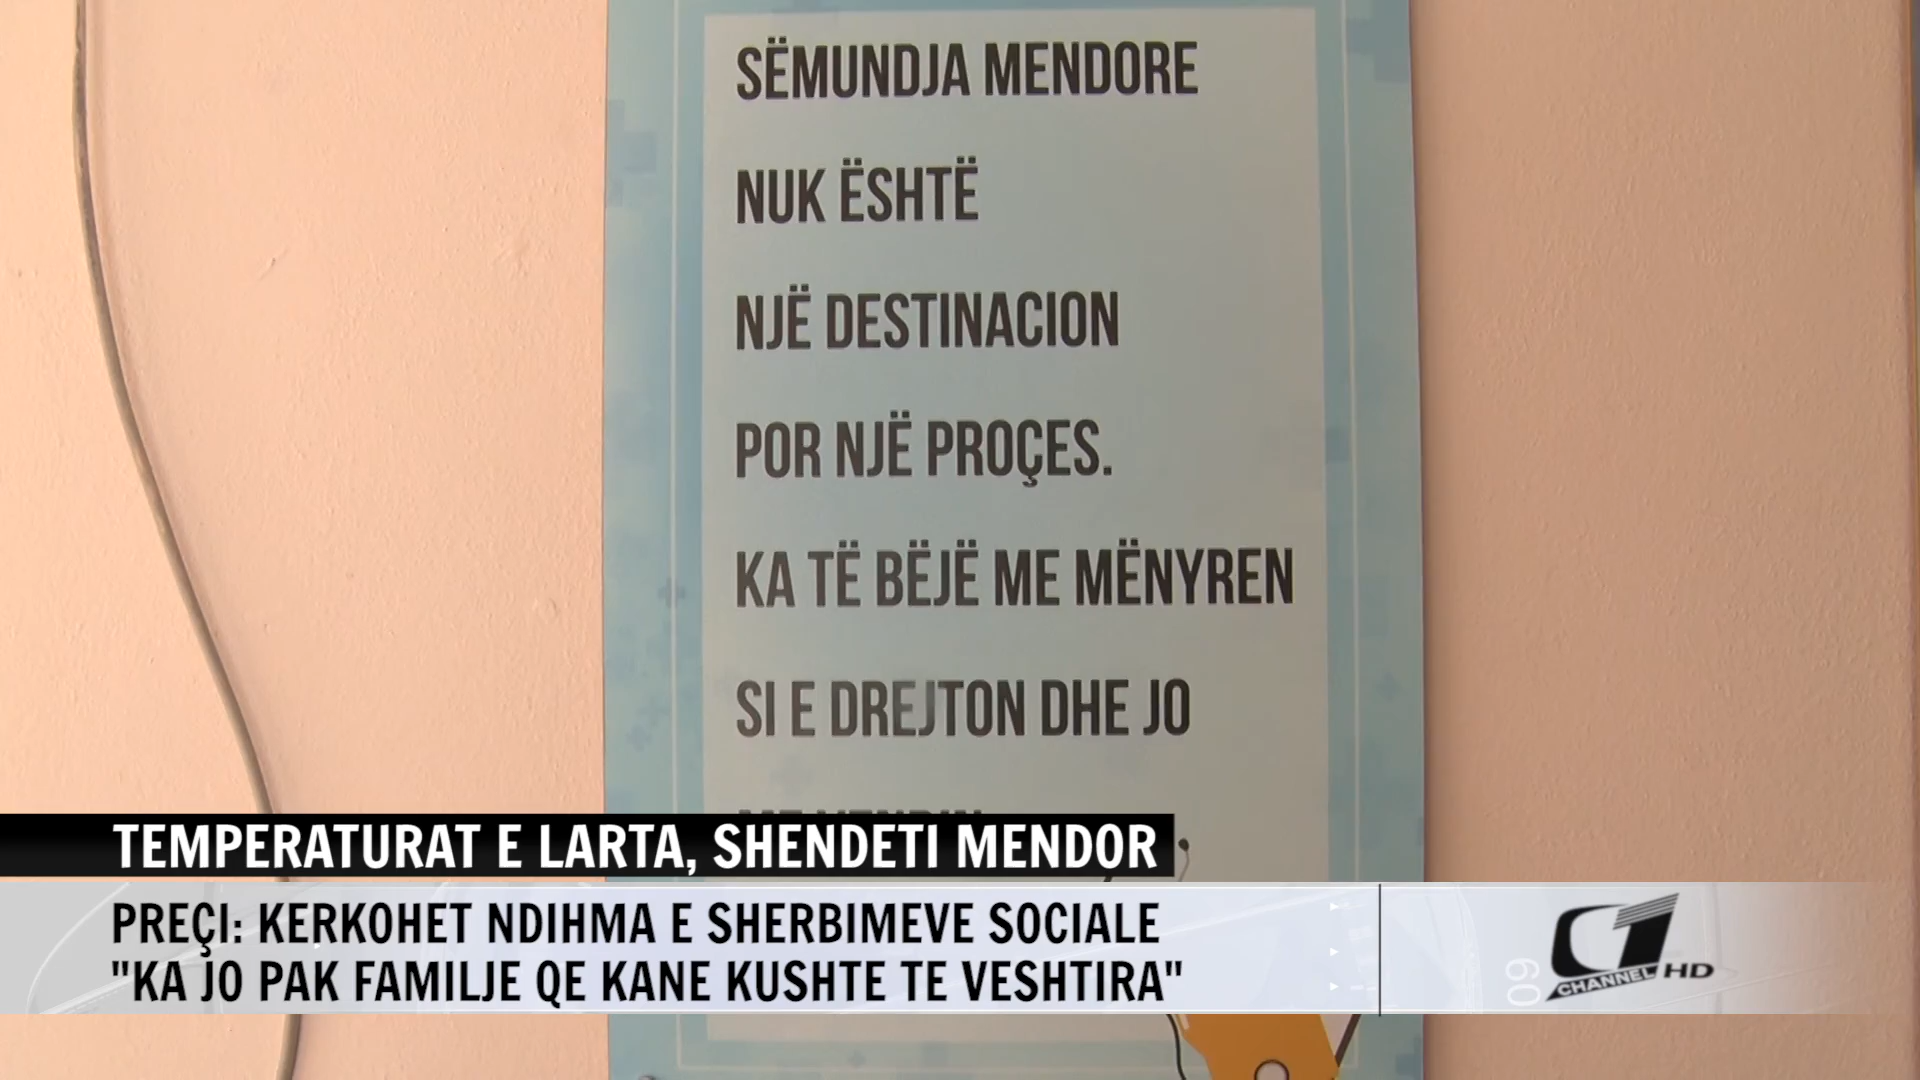 SËMUNDJA MENDORE
NUK ËSHTË
NJË DESTINACION
POR NJË PROÇES.
KA TË BËJË ME MËNYREN
SI E DREJTON DHE JO
TEMPERATURAT E LARTA, SHENDETI MENDOR
PREÇI: KERKOHET NDIHMA E SHERBIMEVE SOCIALE
"KA JO PAK FAMILJE QE KANE KUSHTE TE VESHTIRA"
09
CHANNEL HD